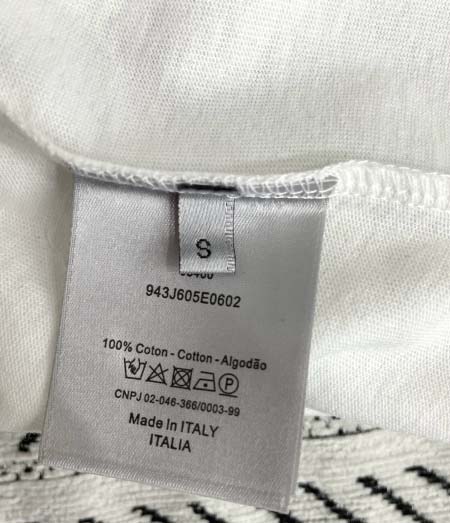 S
943J605E0602
100% Coton - Cotton - Algodão
CNPJ 02-046-366/0003-99
Made In ITALY
ITALIA